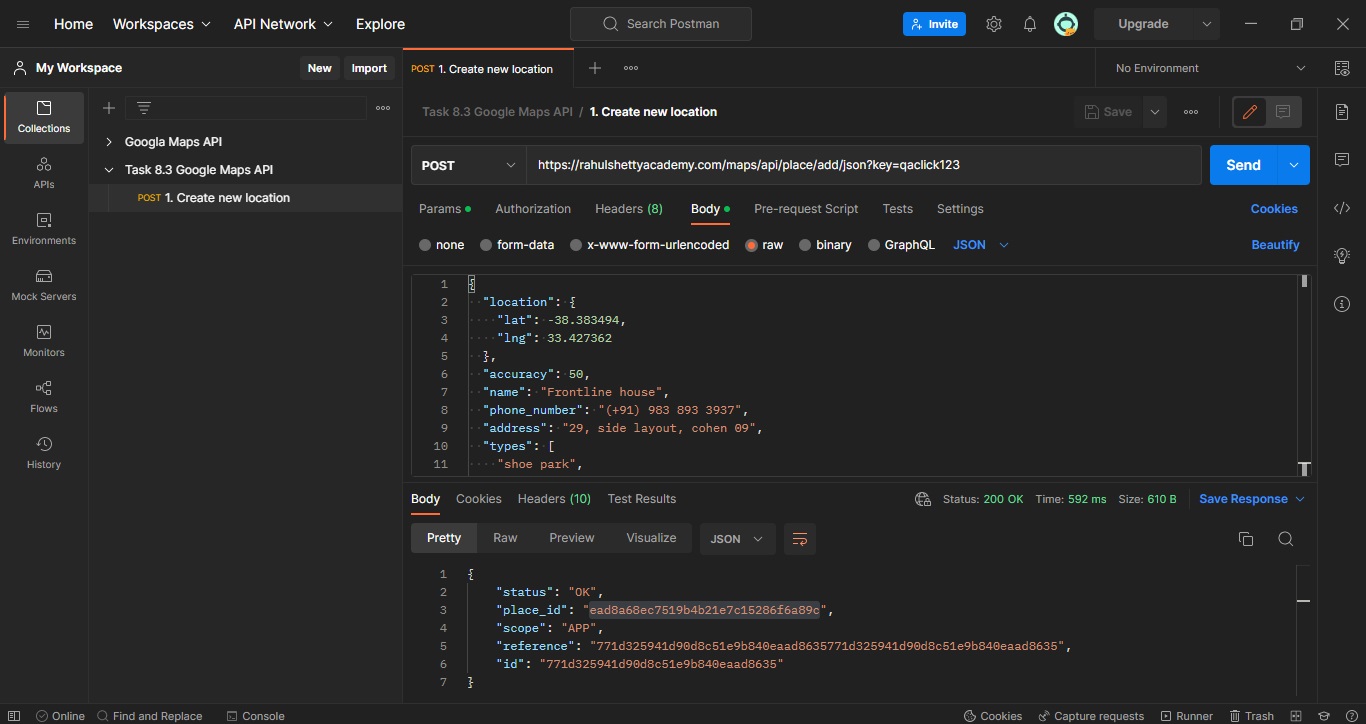 Home Workspaces API Network Explore Search Postman Invite Upgrade
My Workspace New Import POST 1. Create new location No Environment
Collections
APIs
Environments
Mock Servers
Monitors
Flows
History
Googla Maps API
Task 8.3 Google Maps API
POST 1. Create new location
Task 8.3 Google Maps API / 1. Create new location Save
POST https://rahulshettyacademy.com/maps/api/place/add/json?key=qaclick123 Send
Params Authorization Headers (8) Body Pre-request Script Tests Settings Cookies
none form-data x-www-form-urlencoded raw binary GraphQL JSON Beautify
1 {
2 "location": {
3 "lat": -38.383494,
4 "lng": 33.427362
5 },
6 "accuracy": 50,
7 "name": "Frontline house",
8 "phone_number": "(+91) 983 893 3937",
9 "address": "29, side layout, cohen 09",
10 "types": [
11 "shoe park",
Body Cookies Headers (10) Test Results Status: 200 OK Time: 592 ms Size: 610 B Save Response
Pretty Raw Preview Visualize JSON
1 {
2 "status": "OK",
3 "place_id": "ead8a68ec7519b4b21e7c15286f6a89c",
4 "scope": "APP",
5 "reference": "771d325941d90d8c51e9b840eaad8635771d325941d90d8c51e9b840eaad8635",
6 "id": "771d325941d90d8c51e9b840eaad8635"
7 }
Online Find and Replace Console Cookies Capture requests Runner Trash